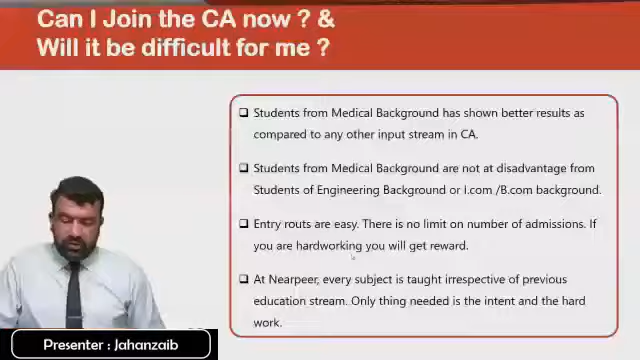 Can I Join the CA now ? &
Will it be difficult for me ?
Students from Medical Background has shown better results as
compared to any other input stream in CA.
Students from Medical Background are not at disadvantage from
Students of Engineering Background or I.com /B.com background.
Entry routs are easy. There is no limit on number of admissions. If
you are hardworking you will get reward.
At Nearpeer, every subject is taught irrespective of previous
education stream. Only thing needed is the intent and the hard
work.
Presenter : Jahanzaib